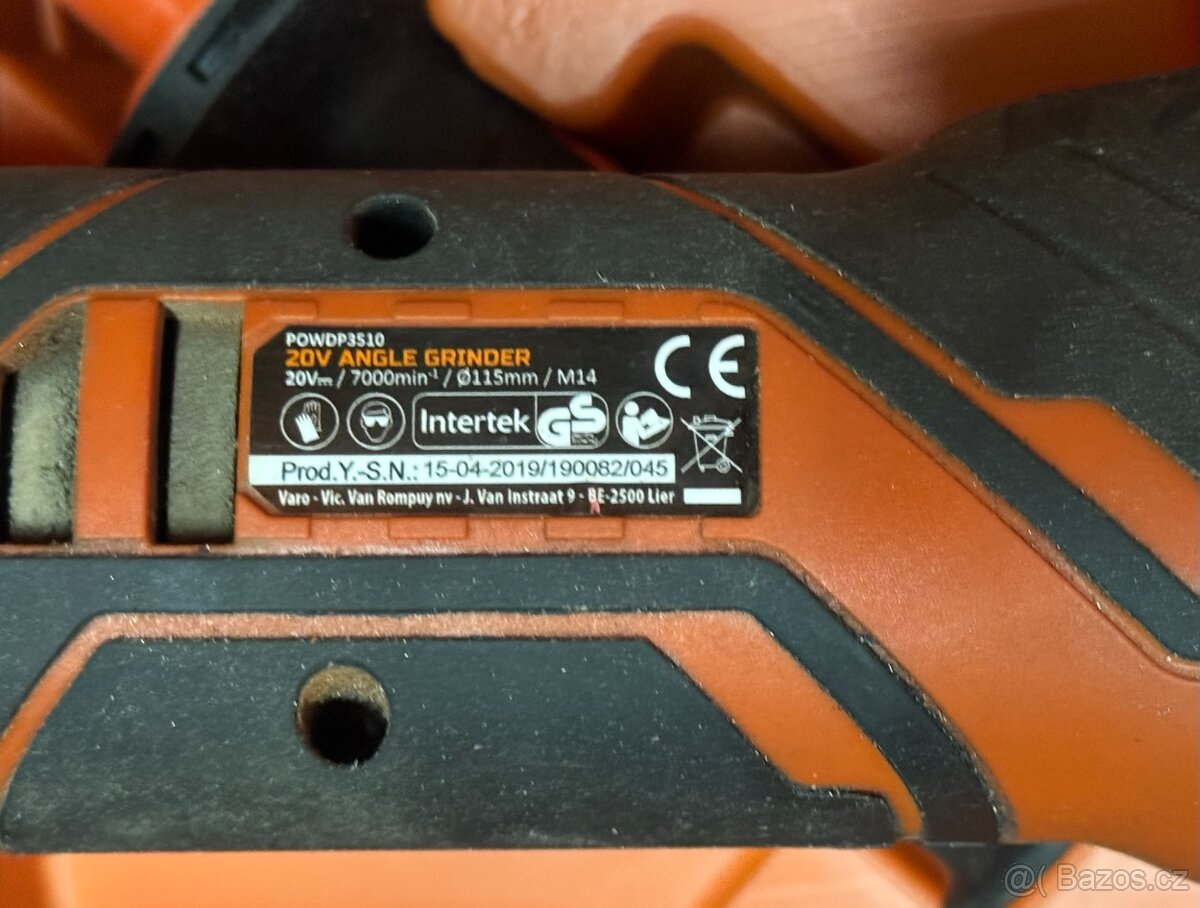 POWDP3510
20V ANGLE GRINDER
20V⎓ / 7000min⁻¹ / Ø115mm / M14
Intertek GS
Prod.Y.-S.N.: 15-04-2019/190082/045
Varo - Vic. Van Rompuy nv - J. Van Instraat 9 - BE-2500 Lier
CE
@( Bazos.cz